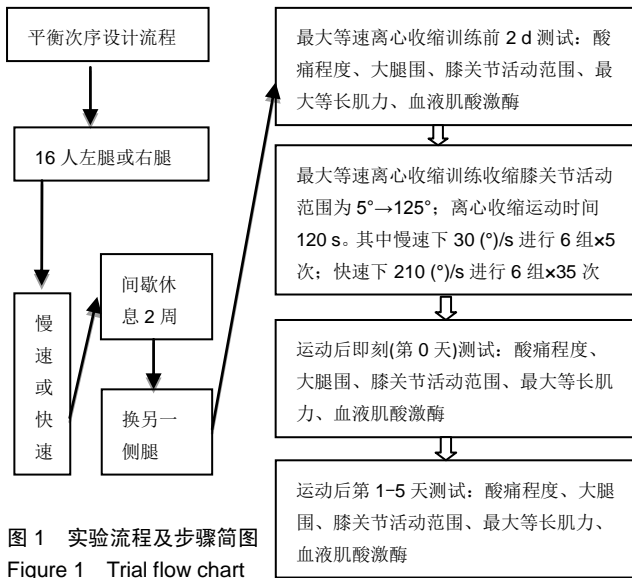 平衡次序设计流程
16 人左腿或右腿
慢
速
或
快
速
间歇休
息 2 周
换另一
侧腿
最大等速离心收缩训练前 2 d 测试：酸
痛程度、大腿围、膝关节活动范围、最
大等长肌力、血液肌酸激酶
最大等速离心收缩训练收缩膝关节活动
范围为 5°→125°；离心收缩运动时间
120 s。其中慢速下 30 (°)/s 进行 6 组×5
次；快速下 210 (°)/s 进行 6 组×35 次
运动后即刻(第 0 天)测试：酸痛程度、
大腿围、膝关节活动范围、最大等长肌
力、血液肌酸激酶
运动后第 1-5 天测试：酸痛程度、大腿
围、膝关节活动范围、最大等长肌力、
血液肌酸激酶
图 1 实验流程及步骤简图
Figure 1 Trial flow chart